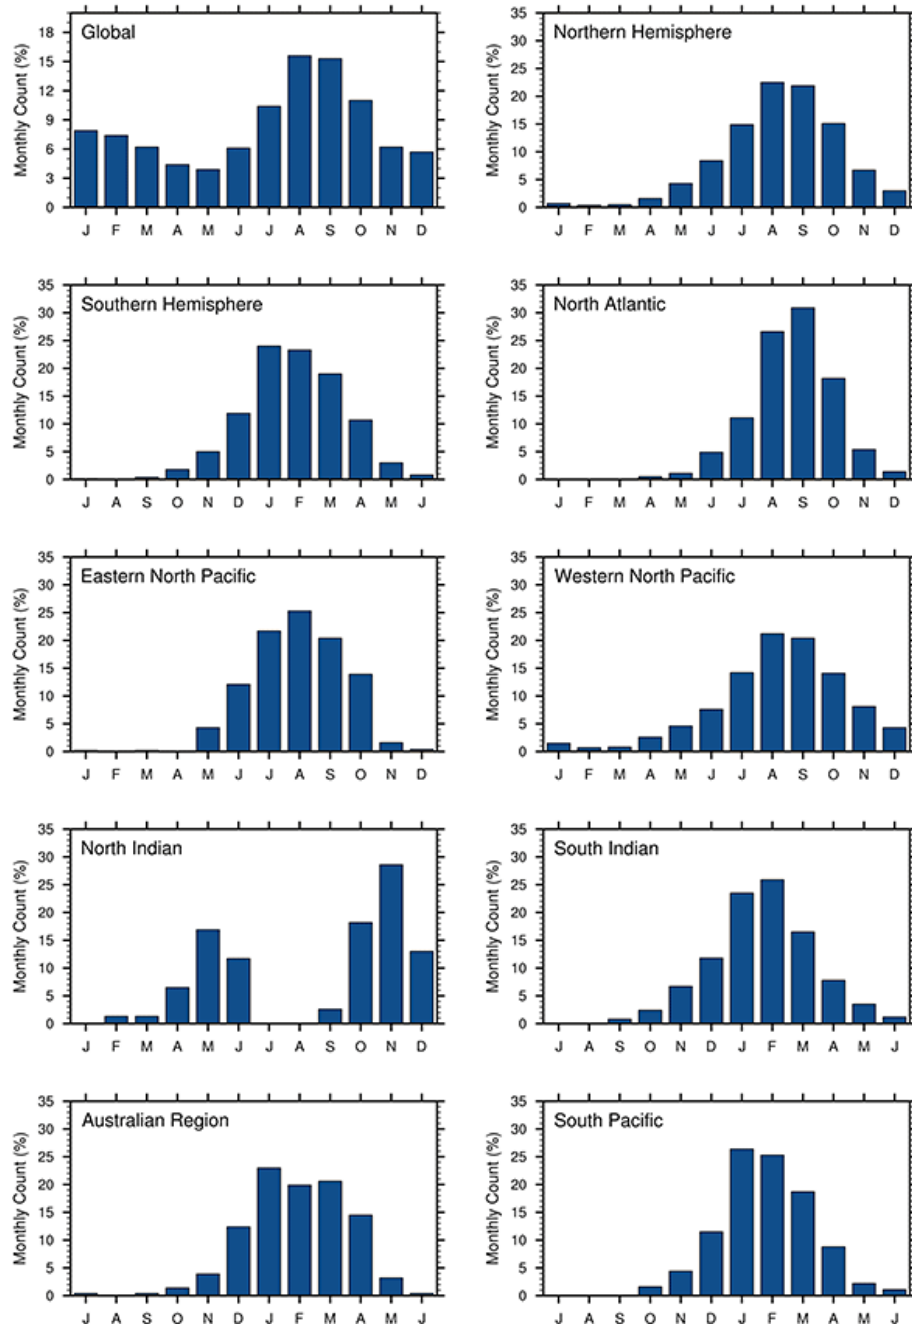 Global
Monthly Count (%)
18
15
12
9
6
3
0
J F M A M J J A S O N D
Northern Hemisphere
Monthly Count (%)
35
30
25
20
15
10
5
0
J F M A M J J A S O N D
Southern Hemisphere
Monthly Count (%)
35
30
25
20
15
10
5
0
J A S O N D J F M A M J
North Atlantic
Monthly Count (%)
35
30
25
20
15
10
5
0
J F M A M J J A S O N D
Eastern North Pacific
Monthly Count (%)
35
30
25
20
15
10
5
0
J F M A M J J A S O N D
Western North Pacific
Monthly Count (%)
35
30
25
20
15
10
5
0
J F M A M J J A S O N D
North Indian
Monthly Count (%)
35
30
25
20
15
10
5
0
J F M A M J J A S O N D
South Indian
Monthly Count (%)
35
30
25
20
15
10
5
0
J A S O N D J F M A M J
Australian Region
Monthly Count (%)
35
30
25
20
15
10
5
0
J A S O N D J F M A M J
South Pacific
Monthly Count (%)
35
30
25
20
15
10
5
0
J A S O N D J F M A M J